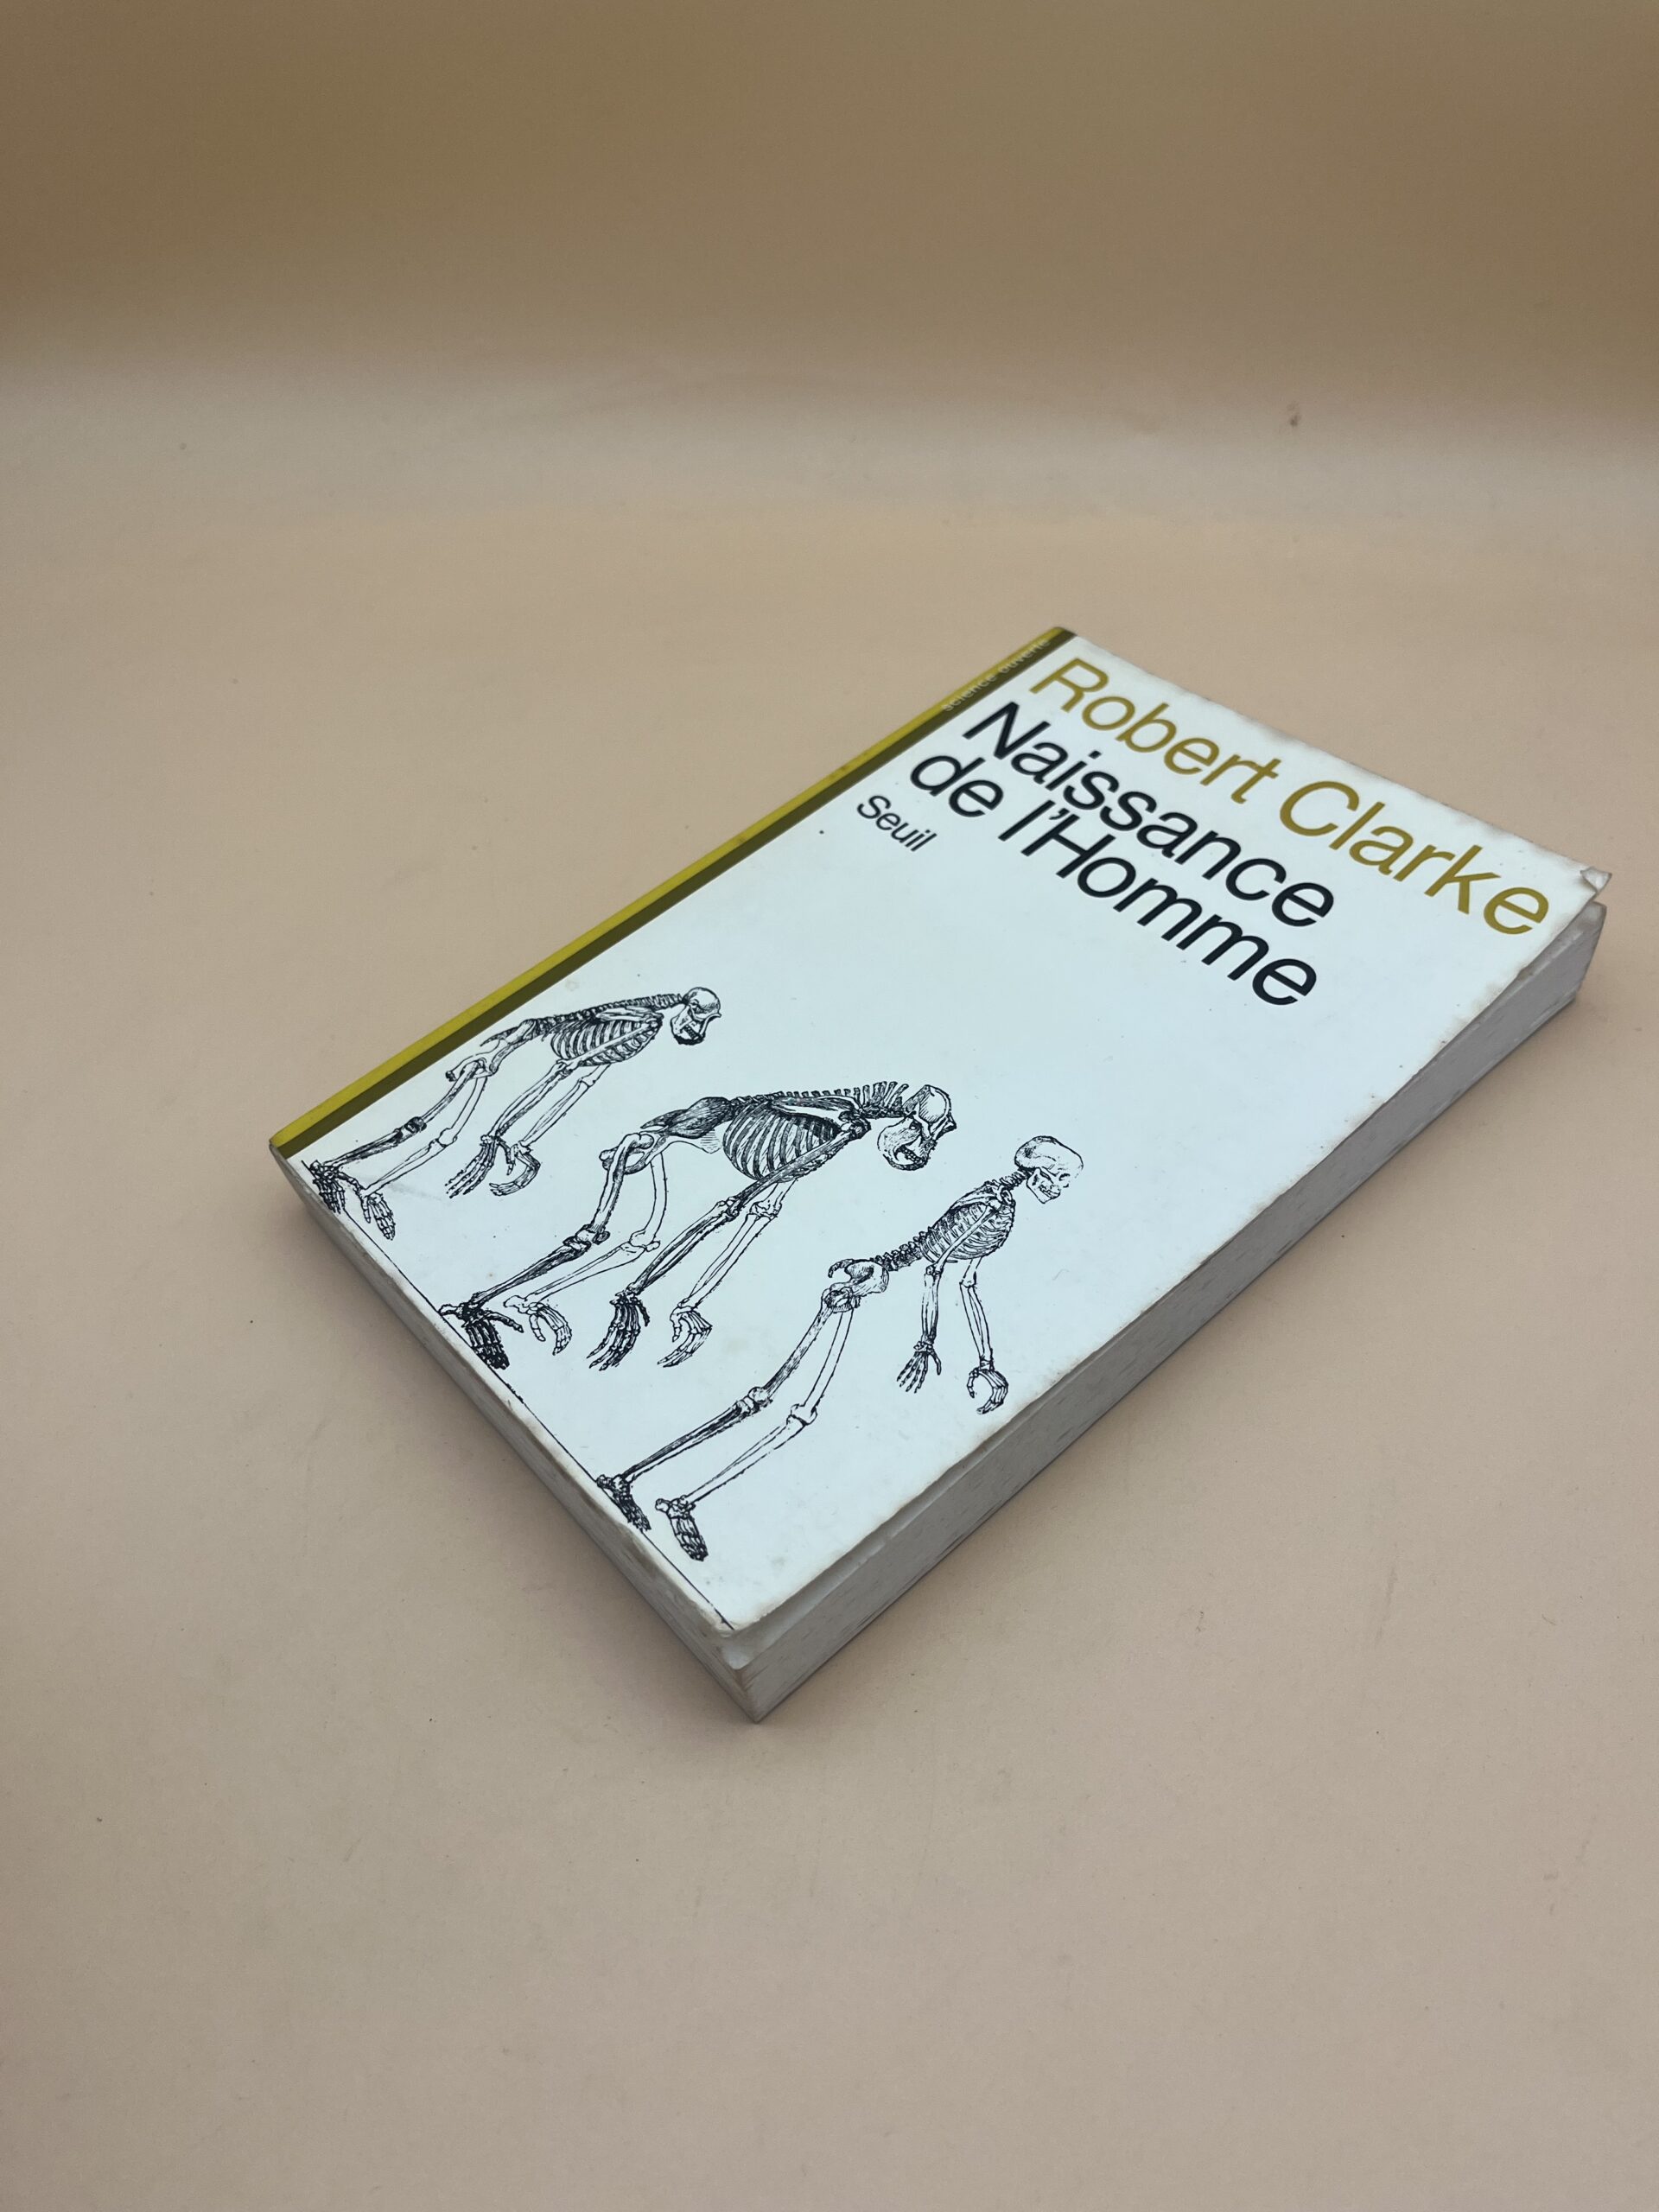 science ouverte
Robert Clarke
Naissance
de l'Homme
Seuil